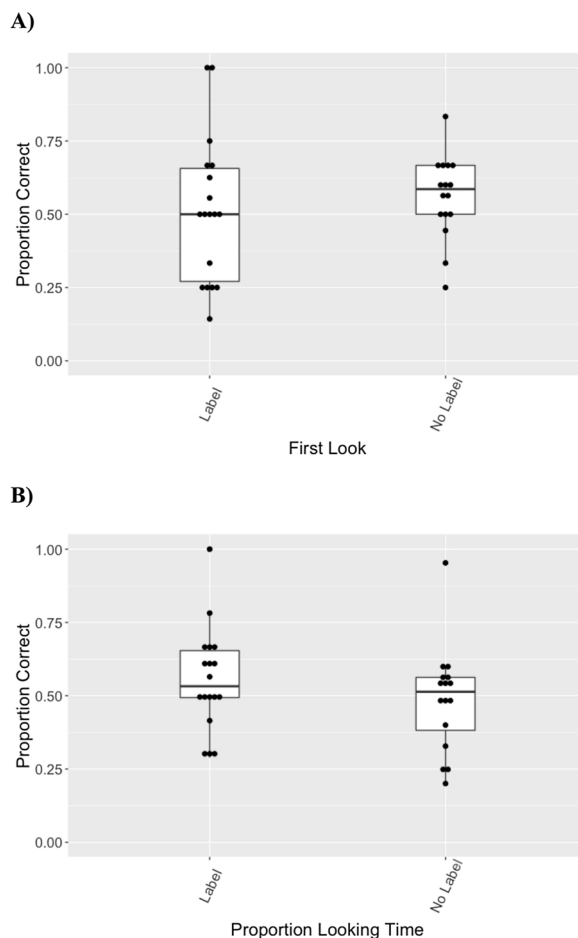 A)
1.00
0.75
0.50
0.25
0.00
Proportion Correct
Label
No Label
First Look
B)
1.00
0.75
0.50
0.25
0.00
Proportion Correct
Label
No Label
Proportion Looking Time